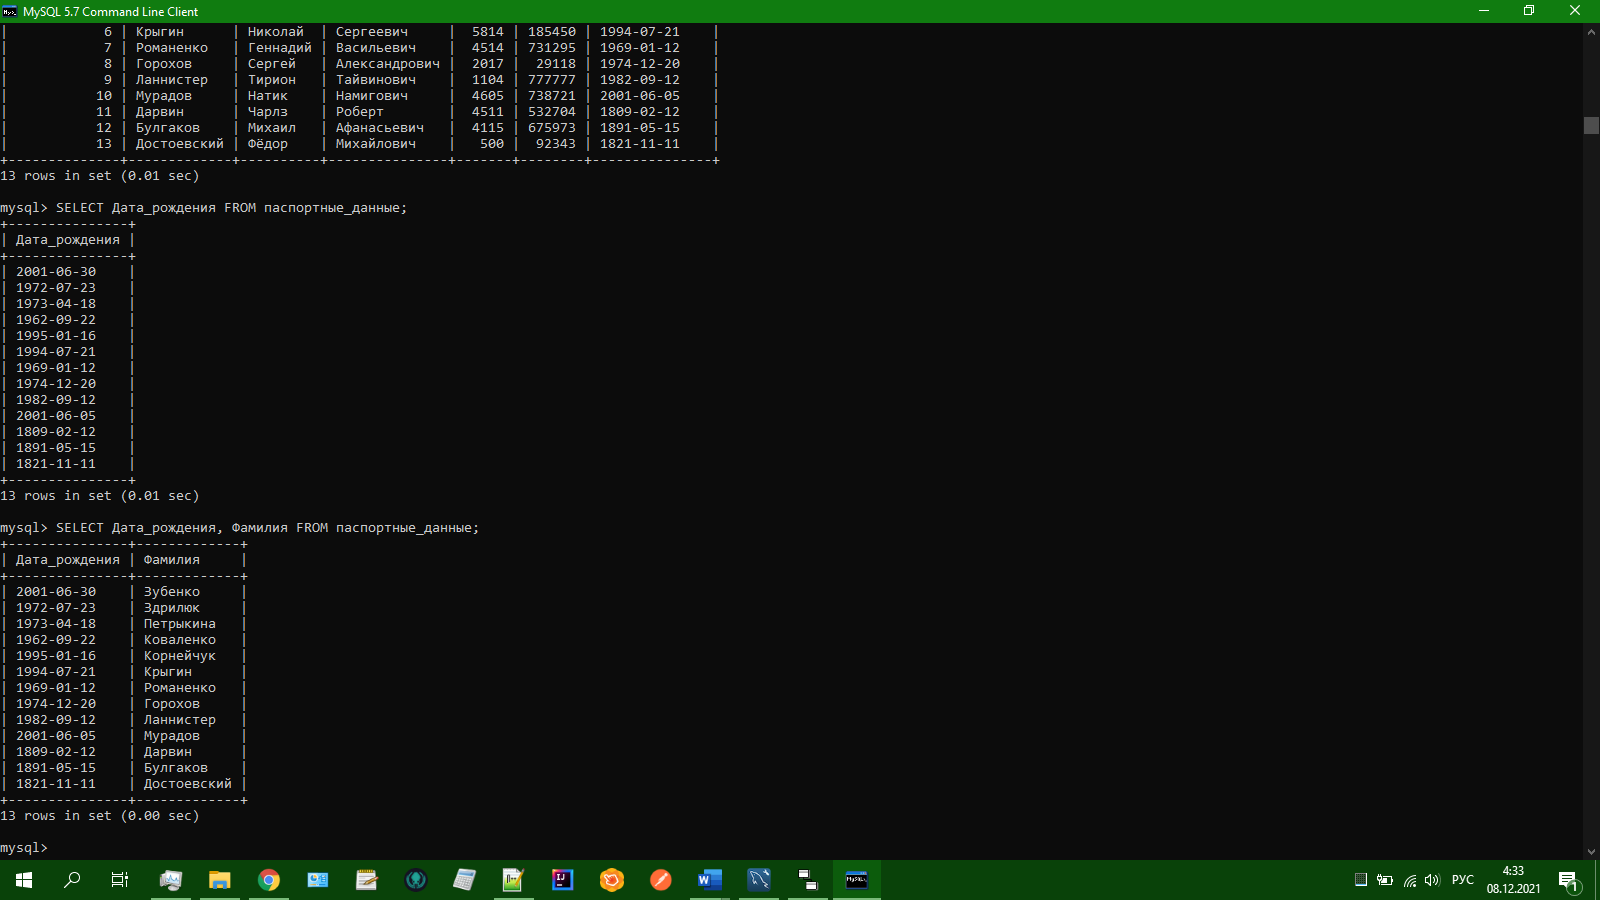 MySQL 5.7 Command Line Client
|            6 | Крыгин      | Николай  | Сергеевич     |  5814 | 185450 | 1994-07-21    |
|            7 | Романенко   | Геннадий | Васильевич    |  4514 | 731295 | 1969-01-12    |
|            8 | Горохов     | Сергей   | Александрович |  2017 |  29118 | 1974-12-20    |
|            9 | Ланнистер   | Тирион   | Тайвинович    |  1104 | 777777 | 1982-09-12    |
|           10 | Мурадов     | Натик    | Намигович     |  4605 | 738721 | 2001-06-05    |
|           11 | Дарвин      | Чарлз    | Роберт        |  4511 | 532704 | 1809-02-12    |
|           12 | Булгаков    | Михаил   | Афанасьевич   |  4115 | 675973 | 1891-05-15    |
|           13 | Достоевский | Фёдор    | Михайлович    |   500 |  92343 | 1821-11-11    |
+--------------+-------------+----------+---------------+-------+--------+---------------+
13 rows in set (0.01 sec)
mysql> SELECT Дата_рождения FROM паспортные_данные;
+---------------+
| Дата_рождения |
+---------------+
| 2001-06-30    |
| 1972-07-23    |
| 1973-04-18    |
| 1962-09-22    |
| 1995-01-16    |
| 1994-07-21    |
| 1969-01-12    |
| 1974-12-20    |
| 1982-09-12    |
| 2001-06-05    |
| 1809-02-12    |
| 1891-05-15    |
| 1821-11-11    |
+---------------+
13 rows in set (0.01 sec)
mysql> SELECT Дата_рождения, Фамилия FROM паспортные_данные;
+---------------+-------------+
| Дата_рождения | Фамилия     |
+---------------+-------------+
| 2001-06-30    | Зубенко     |
| 1972-07-23    | Здрилюк     |
| 1973-04-18    | Петрыкина   |
| 1962-09-22    | Коваленко   |
| 1995-01-16    | Корнейчук   |
| 1994-07-21    | Крыгин      |
| 1969-01-12    | Романенко   |
| 1974-12-20    | Горохов     |
| 1982-09-12    | Ланнистер   |
| 2001-06-05    | Мурадов     |
| 1809-02-12    | Дарвин      |
| 1891-05-15    | Булгаков    |
| 1821-11-11    | Достоевский |
+---------------+-------------+
13 rows in set (0.00 sec)
mysql>
РУС
4:33
08.12.2021
1